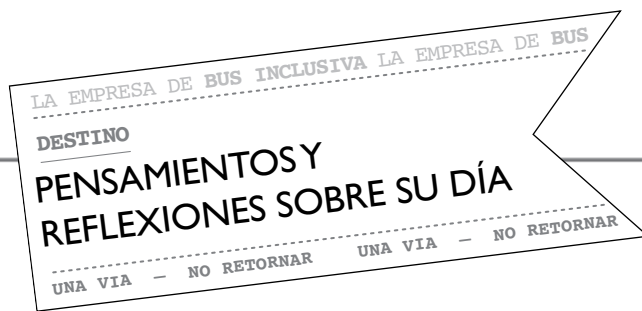 LA EMPRESA DE BUS INCLUSIVA LA EMPRESA DE BUS
DESTINO
PENSAMIENTOS Y
REFLEXIONES SOBRE SU DÍA
UNA VIA — NO RETORNAR UNA VIA — NO RETORNAR